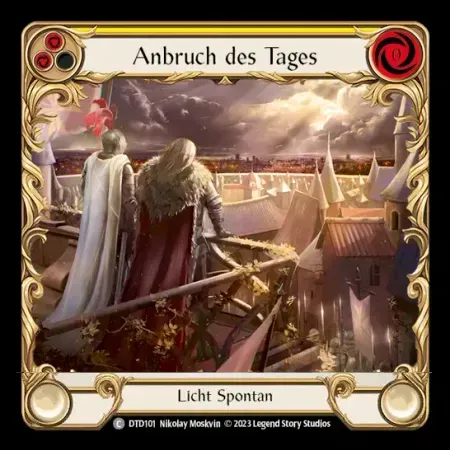 Anbruch des Tages
Licht Spontan
C DTD101 Nikolay Moskvin © 2023 Legend Story Studios